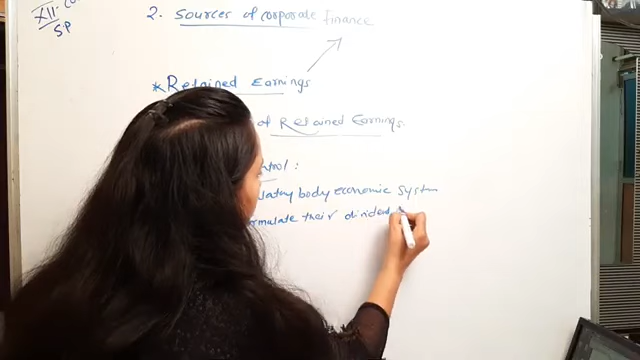 XII
SP
2. Sources of corporate finance
* Retained Earnings
of Retained Earnings.
ntrol :
latory body economic system
rmulate their dividend